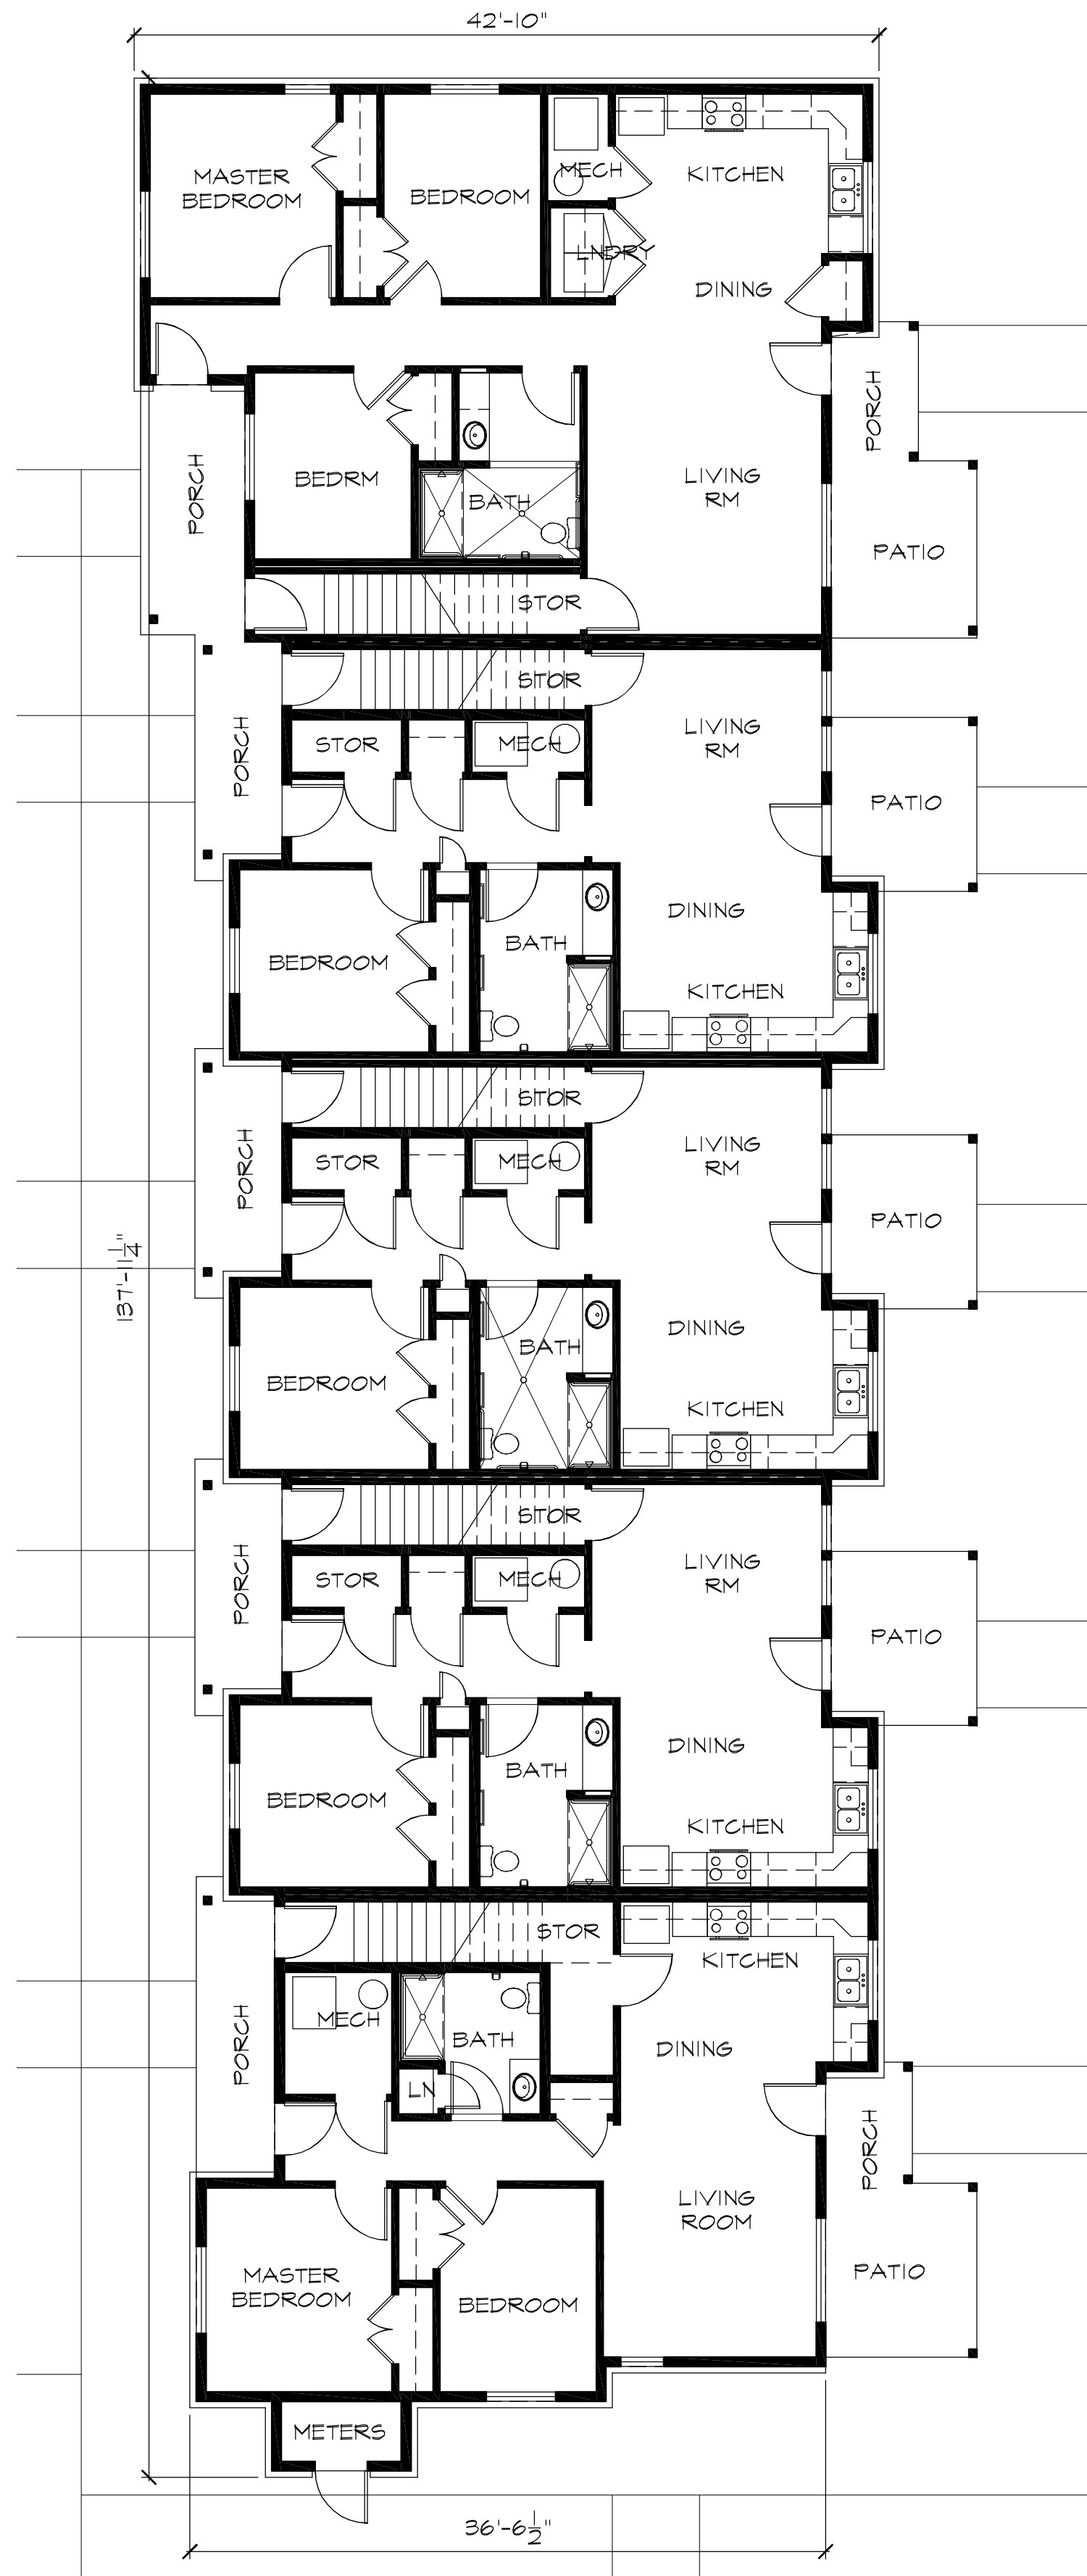 42'-10"
MASTER
BEDROOM
BEDROOM
MECH
KITCHEN
LNDRY
DINING
PORCH
BEDRM
BATH
LIVING
RM
PORCH
PATIO
STOR
STOR
LIVING
RM
PORCH
STOR
MECH
PATIO
DINING
BEDROOM
BATH
KITCHEN
STOR
LIVING
RM
PORCH
STOR
MECH
PATIO
137'-11 1/4"
DINING
BEDROOM
BATH
KITCHEN
STOR
LIVING
RM
PORCH
STOR
MECH
PATIO
DINING
BEDROOM
BATH
KITCHEN
STOR
KITCHEN
PORCH
MECH
BATH
DINING
LN
PORCH
LIVING
ROOM
MASTER
BEDROOM
BEDROOM
PATIO
METERS
36'-6 1/2"